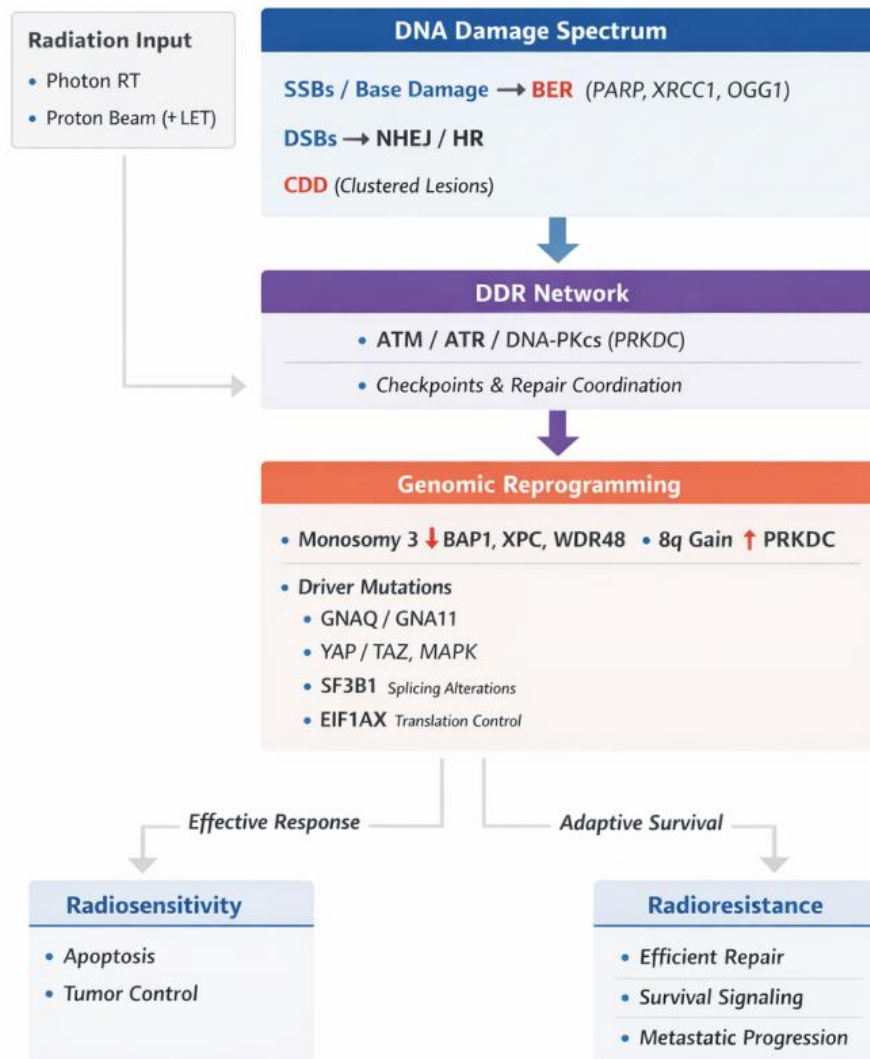 Radiation Input
• Photon RT
• Proton Beam (+ LET)
DNA Damage Spectrum
SSBs / Base Damage → BER (PARP, XRCC1, OGG1)
DSBs → NHEJ / HR
CDD (Clustered Lesions)
DDR Network
• ATM / ATR / DNA-PKcs (PRKDC)
• Checkpoints & Repair Coordination
Genomic Reprogramming
• Monosomy 3 ↓ BAP1, XPC, WDR48 • 8q Gain ↑ PRKDC
• Driver Mutations
• GNAQ / GNA11
• YAP / TAZ, MAPK
• SF3B1 Splicing Alterations
• EIF1AX Translation Control
Effective Response
Adaptive Survival
Radiosensitivity
• Apoptosis
• Tumor Control
Radioresistance
• Efficient Repair
• Survival Signaling
• Metastatic Progression